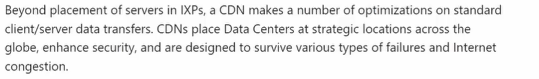 Beyond placement of servers in IXPs, a CDN makes a number of optimizations on standard
client/server data transfers. CDNs place Data Centers at strategic locations across the
globe, enhance security, and are designed to survive various types of failures and Internet
congestion.